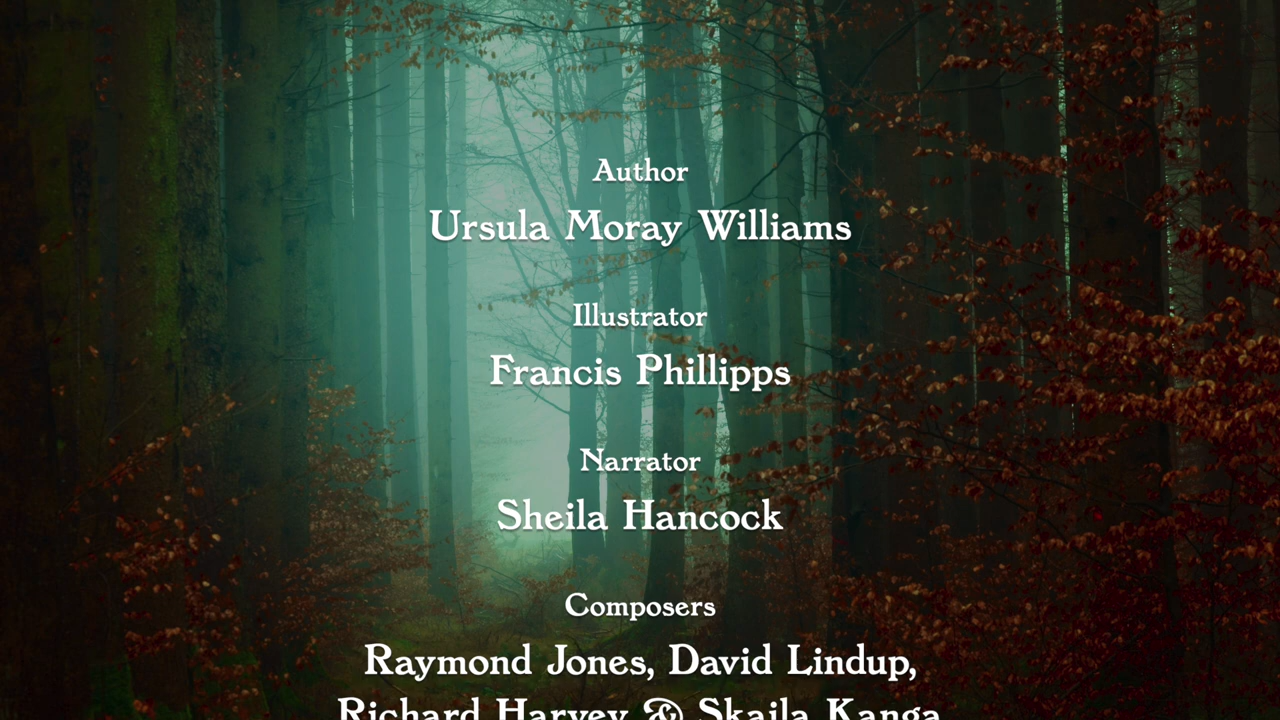 Author
Ursula Moray Williams
Illustrator
Francis Phillipps
Narrator
Sheila Hancock
Composers
Raymond Jones, David Lindup,
Richard Harvey & Skaila Kanga